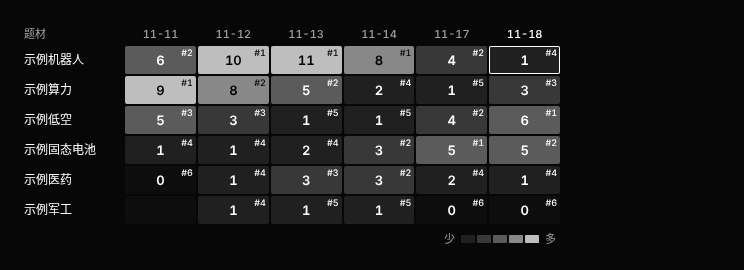 题材 11-11 11-12 11-13 11-14 11-17 11-18
示例机器人 6 #2 10 #1 11 #1 8 #1 4 #2 1 #4
示例算力 9 #1 8 #2 5 #2 2 #4 1 #5 3 #3
示例低空 5 #3 3 #3 1 #5 1 #5 4 #2 6 #1
示例固态电池 1 #4 1 #4 2 #4 3 #2 5 #1 5 #2
示例医药 0 #6 1 #4 3 #3 3 #2 2 #4 1 #4
示例军工 1 #4 1 #5 1 #5 0 #6 0 #6
少 多